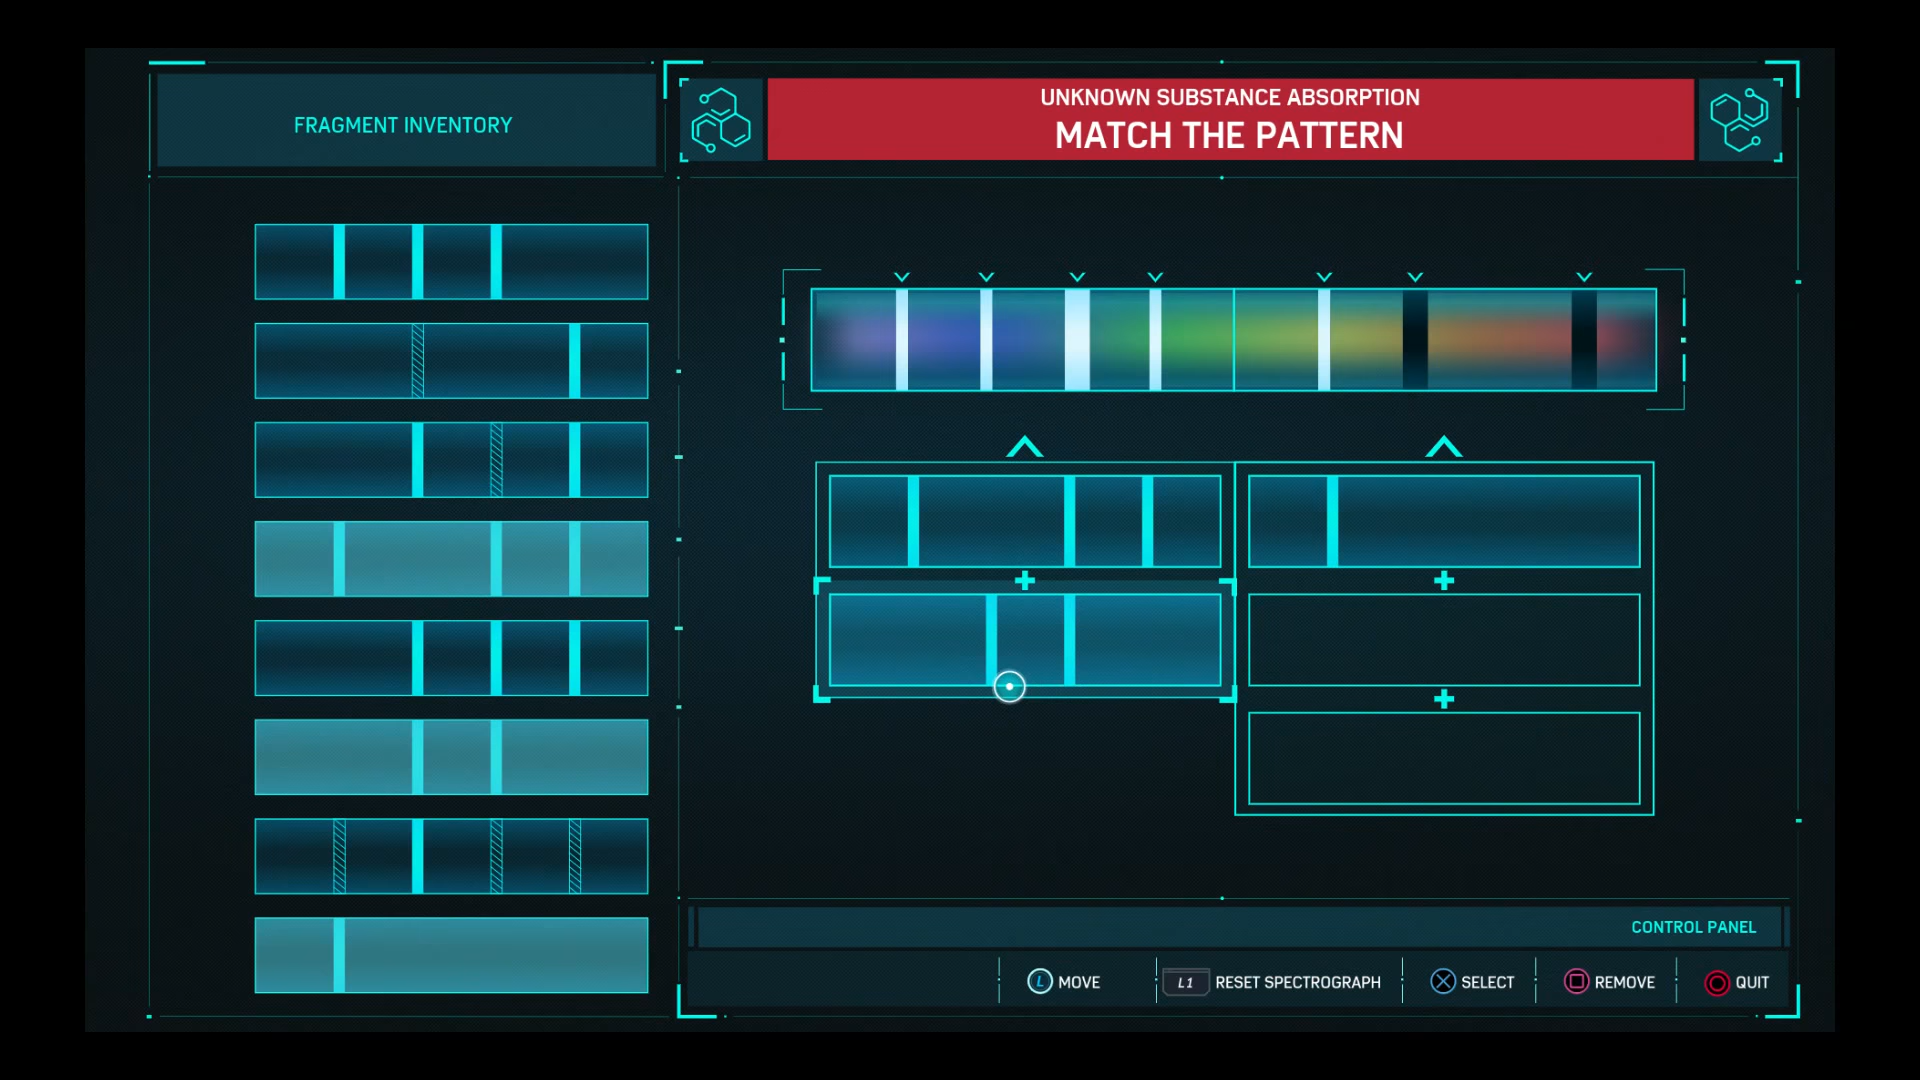 FRAGMENT INVENTORY
UNKNOWN SUBSTANCE ABSORPTION
MATCH THE PATTERN
CONTROL PANEL
L MOVE
L1 RESET SPECTROGRAPH
SELECT
REMOVE
QUIT